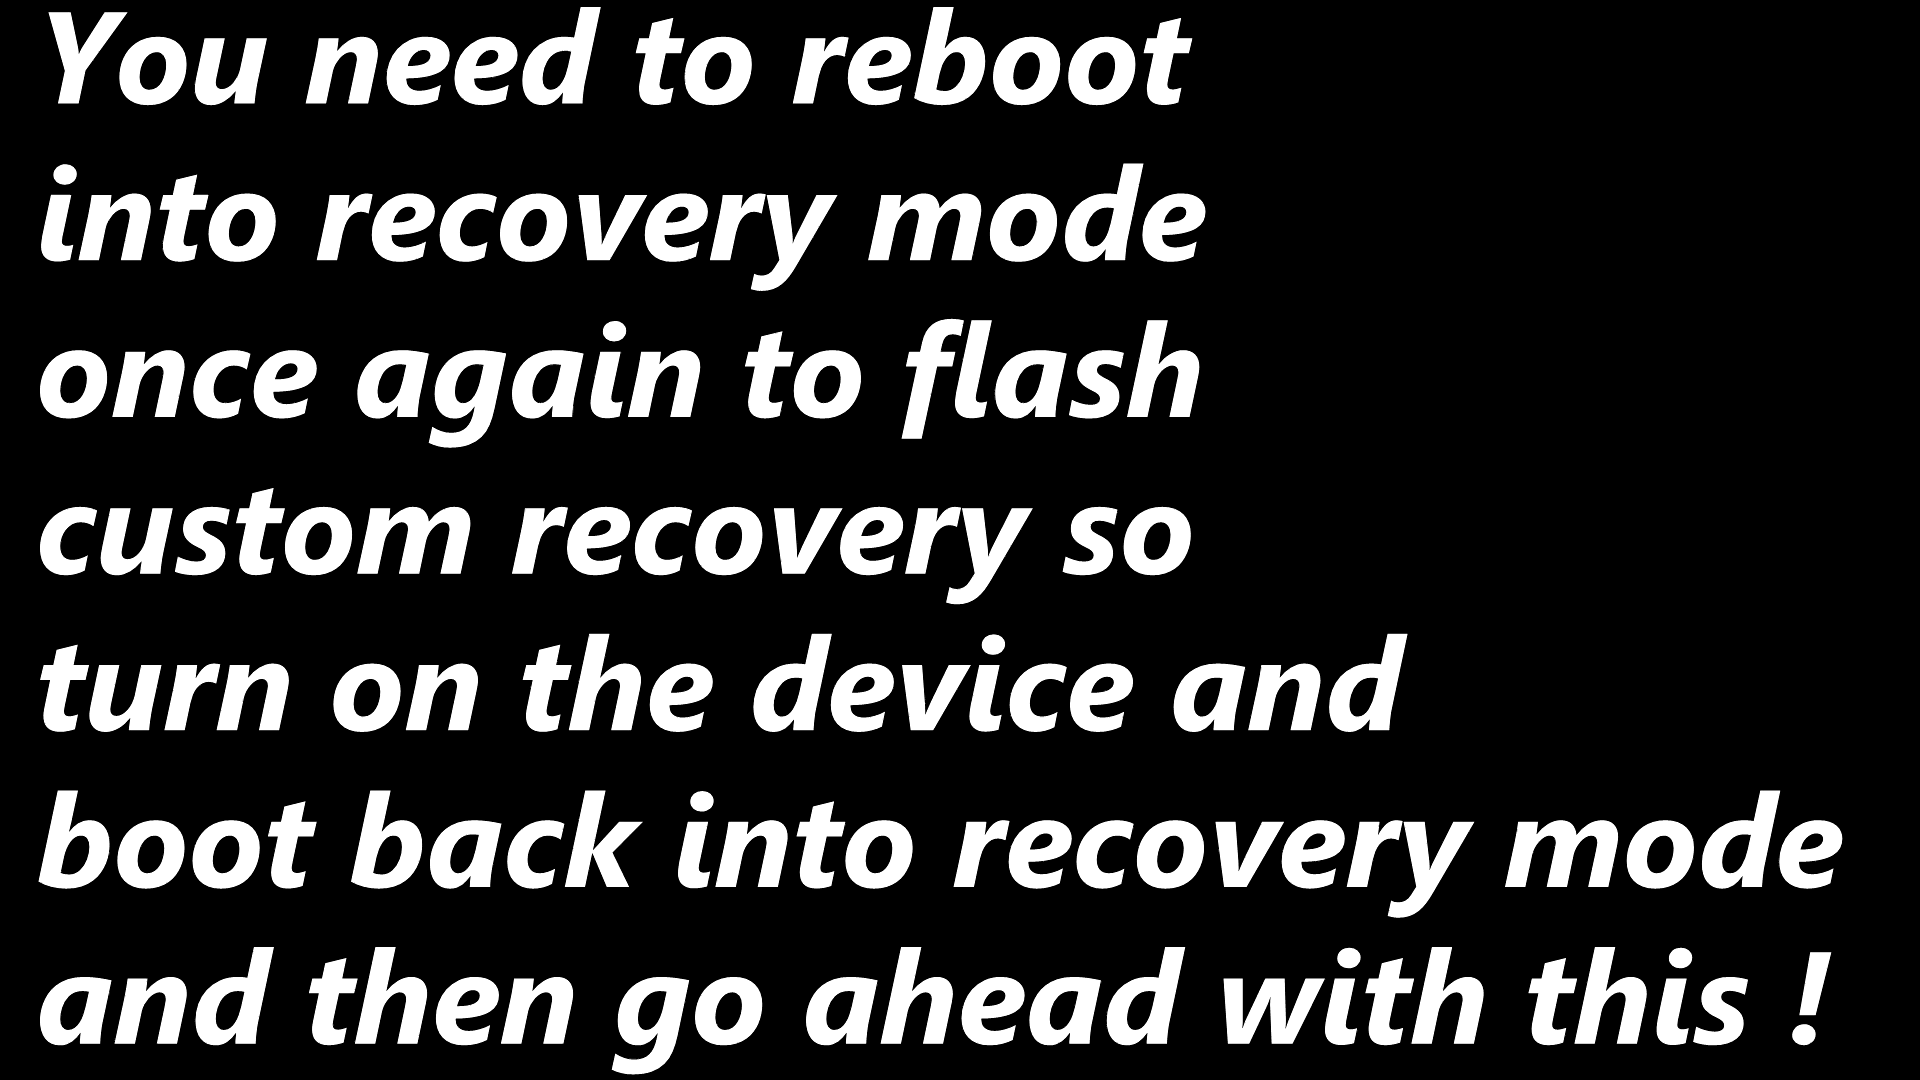 You need to reboot
into recovery mode
once again to flash
custom recovery so
turn on the device and
boot back into recovery mode
and then go ahead with this !